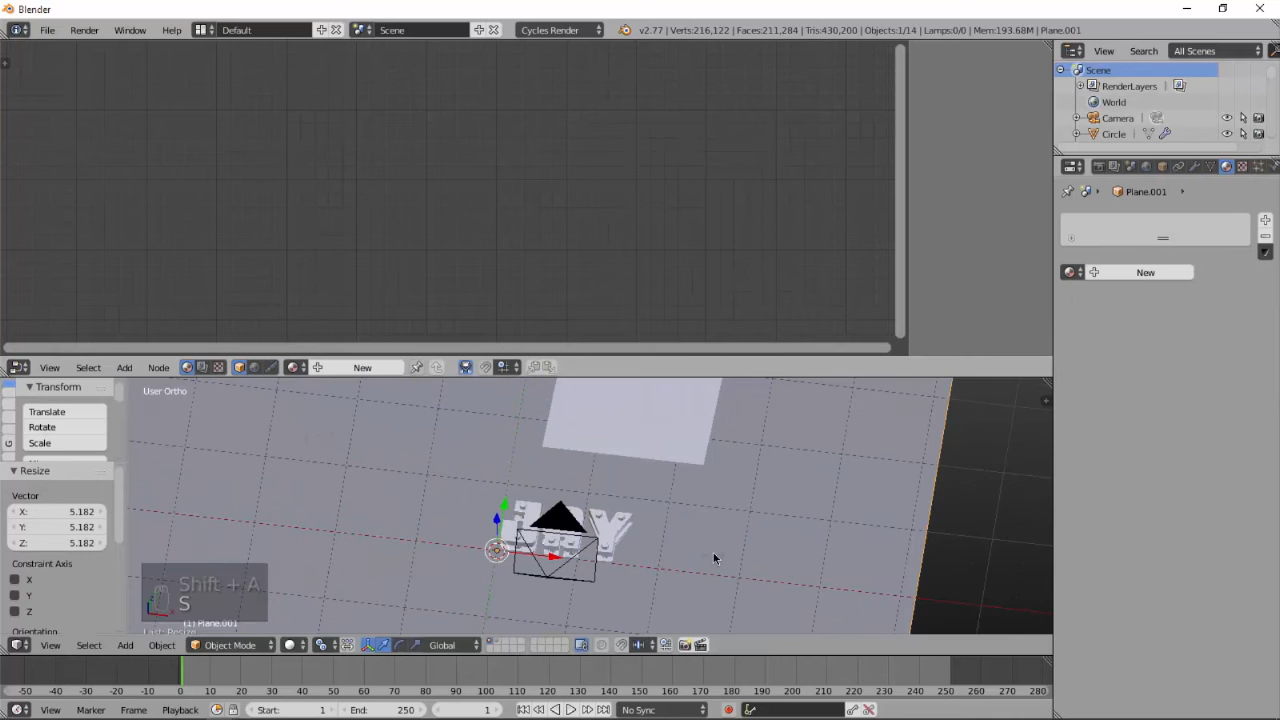 Blender
File Render Window Help Default Scene Cycles Render v2.77 | Verts:216,122 | Faces:211,284 | Tris:430,200 | Objects:1/14 | Lamps:0/0 | Mem:193.68M | Plane.001
View Search All Scenes
Scene
RenderLayers
World
Camera
Circle
Plane.001
New
View Select Add Node New
Transform
User Ortho
Translate
Rotate
Scale
Resize
Vector
X: 5.182
Y: 5.182
Z: 5.182
Constraint Axis
X
Y
Z
Orientation
Shift + A
S
(1) Plane.001
View Select Add Object Object Mode Global
-50 -40 -30 -20 -10 0 10 20 30 40 50 60 70 80 90 100 110 120 130 140 150 160 170 180 190 200 210 220 230 240 250 260 270 280
View Marker Frame Playback Start: 1 End: 250 1 No Sync